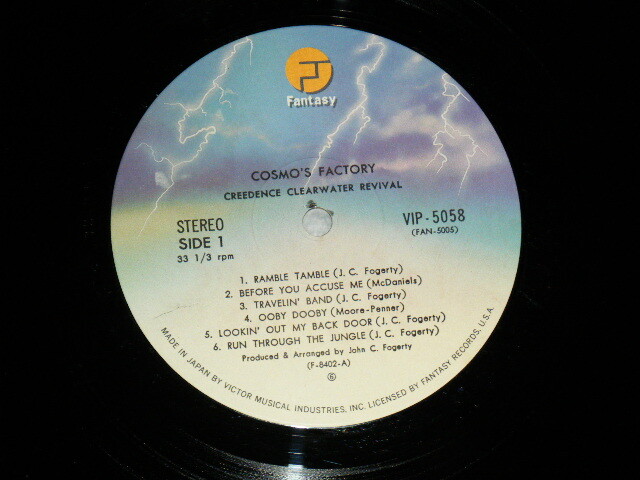 Fantasy
COSMO'S FACTORY
CREEDENCE CLEARWATER REVIVAL
STEREO
SIDE 1
33 1/3 rpm
VIP-5058
(FAN-5005)
1. RAMBLE TAMBLE (J. C. Fogerty)
2. BEFORE YOU ACCUSE ME (McDaniels)
3. TRAVELIN' BAND (J. C. Fogerty)
4. OOBY DOOBY (Moore-Penner)
5. LOOKIN' OUT MY BACK DOOR (J. C. Fogerty)
6. RUN THROUGH THE JUNGLE (J. C. Fogerty)
Produced & Arranged by John C. Fogerty
(F-8402-A)
Ⓖ
MADE IN JAPAN BY VICTOR MUSICAL INDUSTRIES, INC. LICENSED BY FANTASY RECORDS, U.S.A.